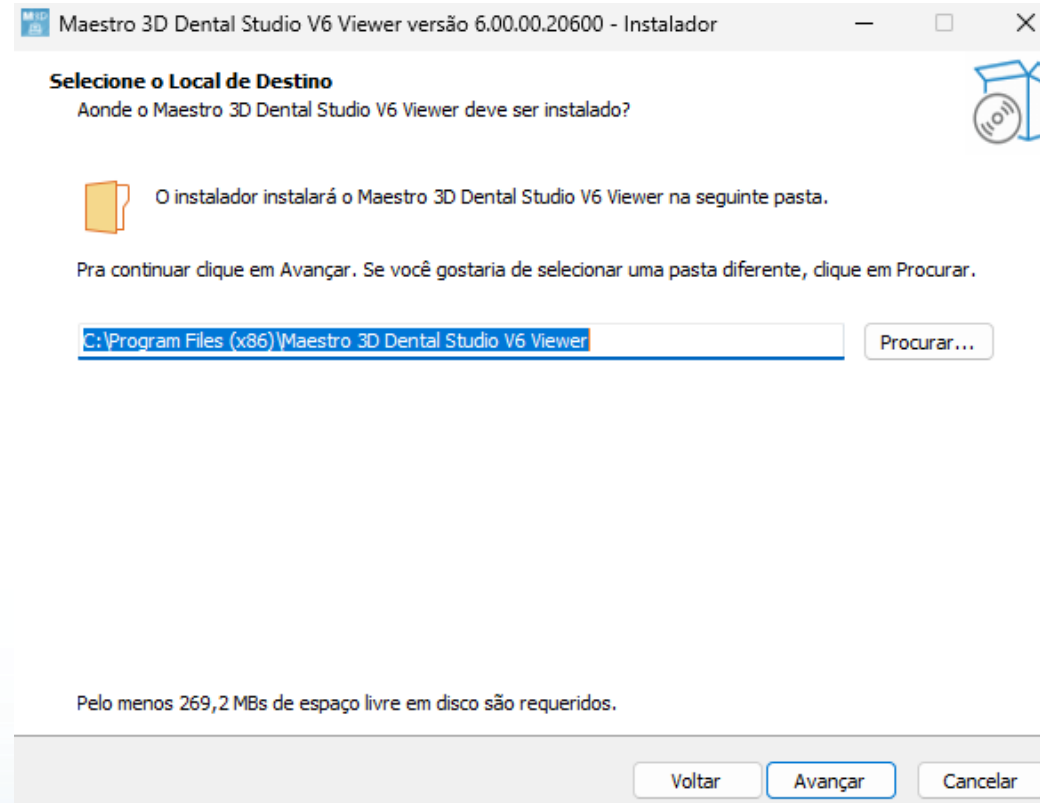 Maestro 3D Dental Studio V6 Viewer versão 6.00.00.20600 - Instalador
Selecione o Local de Destino
Aonde o Maestro 3D Dental Studio V6 Viewer deve ser instalado?
O instalador instalará o Maestro 3D Dental Studio V6 Viewer na seguinte pasta.
Pra continuar clique em Avançar. Se você gostaria de selecionar uma pasta diferente, clique em Procurar.
C:\Program Files (x86)\Maestro 3D Dental Studio V6 Viewer
Procurar...
Pelo menos 269,2 MBs de espaço livre em disco são requeridos.
Voltar Avançar Cancelar